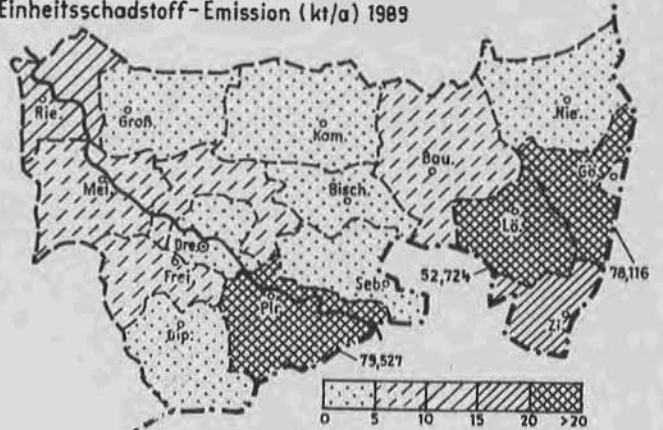 Einheitsschadstoff-Emission (kt/a) 1989
Rie.
Groß.
Kam.
Nie.
Mei.
Bisch.
Bau.
Gö.
Lö.
Dre.
Frei.
Seb.
52,724
78,116
Pir.
Dip.
Zi.
79,527
0 5 10 15 20 >20